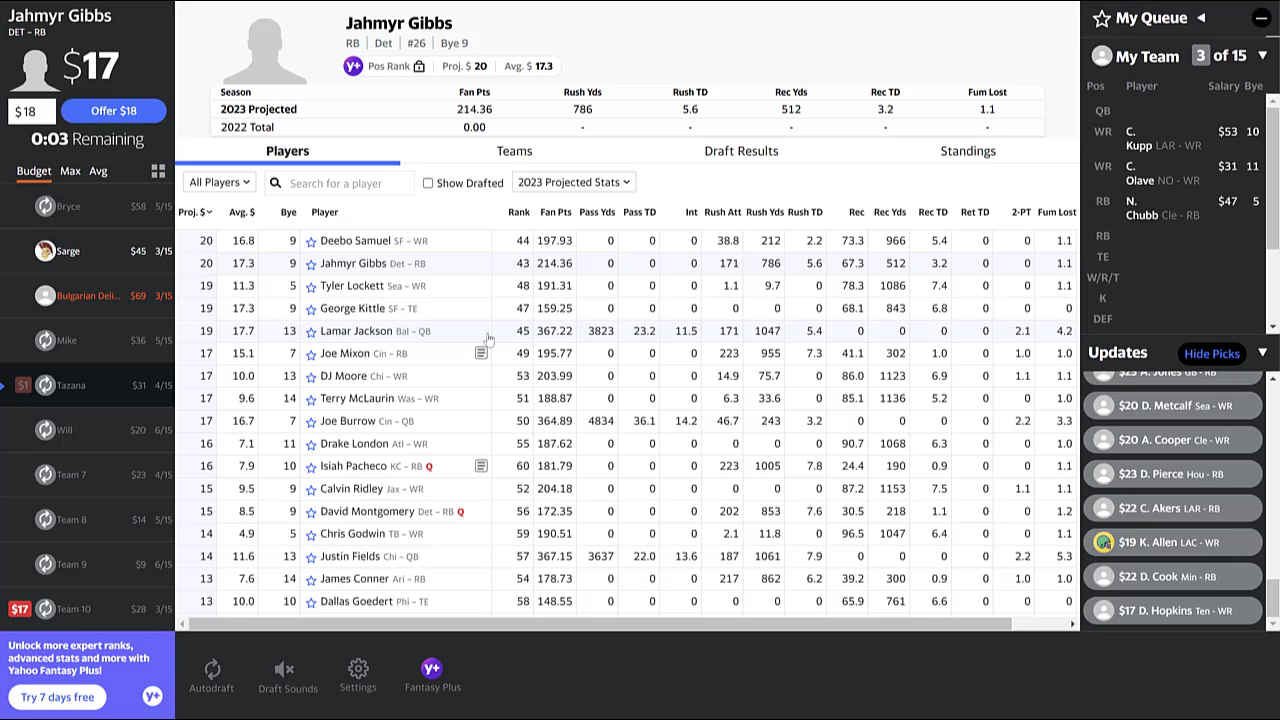 Jahmyr Gibbs
DET – RB
$17
$18 Offer $18
0:03 Remaining
Budget Max Avg
Bryce $58 5/15
Sarge $45 3/15
Bulgarian Deli... $69 3/15
Mike $36 5/15
$1 Tazana $31 4/15
Will $20 6/15
Team 7 $23 4/15
Team 8 $14 5/15
Team 9 $9 6/15
$17 Team 10 $28 3/15
Unlock more expert ranks,
advanced stats and more with
Yahoo Fantasy Plus!
Try 7 days free y+
Jahmyr Gibbs
RB Det #26 Bye 9
y+ Pos Rank Proj. $ 20 Avg. $ 17.3
Season Fan Pts Rush Yds Rush TD Rec Yds Rec TD Fum Lost
2023 Projected 214.36 786 5.6 512 3.2 1.1
2022 Total 0.00 - - - - -
Players Teams Draft Results Standings
All Players Search for a player Show Drafted 2023 Projected Stats
Proj. $ Avg. $ Bye Player Rank Fan Pts Pass Yds Pass TD Int Rush Att Rush Yds Rush TD Rec Rec Yds Rec TD Ret TD 2-PT Fum Lost
20 16.8 9 Deebo Samuel SF – WR 44 197.93 0 0 0 38.8 212 2.2 73.3 966 5.4 0 0 1.1
20 17.3 9 Jahmyr Gibbs Det – RB 43 214.36 0 0 0 171 786 5.6 67.3 512 3.2 0 0 1.1
19 11.3 5 Tyler Lockett Sea – WR 48 191.31 0 0 0 1.1 9.7 0 78.3 1086 7.4 0 0 1.1
19 17.3 9 George Kittle SF – TE 47 159.25 0 0 0 0 0 0 68.1 843 6.8 0 0 1.1
19 17.7 13 Lamar Jackson Bal – QB 45 367.22 3823 23.2 11.5 171 1047 5.4 0 0 0 0 2.1 4.2
17 15.1 7 Joe Mixon Cin – RB 49 195.77 0 0 0 223 955 7.3 41.1 302 1.0 0 1.0 1.0
17 10.0 13 DJ Moore Chi – WR 53 203.99 0 0 0 14.9 75.7 0 86.0 1123 6.9 0 1.1 1.1
17 9.6 14 Terry McLaurin Was – WR 51 188.87 0 0 0 6.3 33.6 0 85.1 1136 5.2 0 0 1.0
17 16.7 7 Joe Burrow Cin – QB 50 364.89 4834 36.1 14.2 46.7 243 3.2 0 0 0 0 2.2 3.3
16 7.1 11 Drake London Atl – WR 55 187.62 0 0 0 0 0 0 90.7 1068 6.3 0 0 1.0
16 7.9 10 Isiah Pacheco KC – RB Q 60 181.79 0 0 0 223 1005 7.8 24.4 190 0.9 0 0 1.1
15 9.5 9 Calvin Ridley Jax – WR 52 204.18 0 0 0 0 0 0 87.2 1153 7.5 0 1.1 1.1
15 8.5 9 David Montgomery Det – RB Q 56 172.35 0 0 0 202 853 7.6 30.5 218 1.1 0 0 1.2
14 4.9 5 Chris Godwin TB – WR 59 190.51 0 0 0 2.1 11.8 0 96.5 1047 6.4 0 0 1.1
14 11.6 13 Justin Fields Chi – QB 57 367.15 3637 22.0 13.6 187 1061 7.9 0 0 0 0 2.2 5.3
13 7.6 14 James Conner Ari – RB 54 178.73 0 0 0 217 862 6.2 39.2 300 0.9 0 1.0 1.0
13 10.0 10 Dallas Goedert Phi – TE 58 148.55 0 0 0 0 0 0 65.9 761 6.6 0 0 1.1
Autodraft Draft Sounds Settings Fantasy Plus
y+
My Queue
My Team 3 of 15
Pos Player Salary Bye
QB
WR C. Kupp LAR - WR $53 10
WR C. Olave NO - WR $31 11
RB N. Chubb Cle - RB $47 5
RB
WR
TE
W/R/T
K
DEF
Updates Hide Picks
$25 A. Jones GB - RB
$20 D. Metcalf Sea - WR
$20 A. Cooper Cle - WR
$23 D. Pierce Hou - RB
$22 C. Akers LAR - RB
$19 K. Allen LAC - WR
$22 D. Cook Min - RB
$17 D. Hopkins Ten - WR